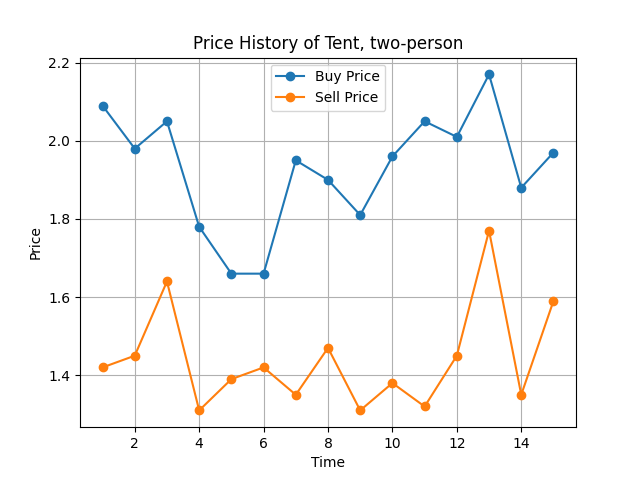 Price History of Tent, two-person
Buy Price
Sell Price
2.2
2.0
1.8
1.6
1.4
Price
2 4 6 8 10 12 14
Time